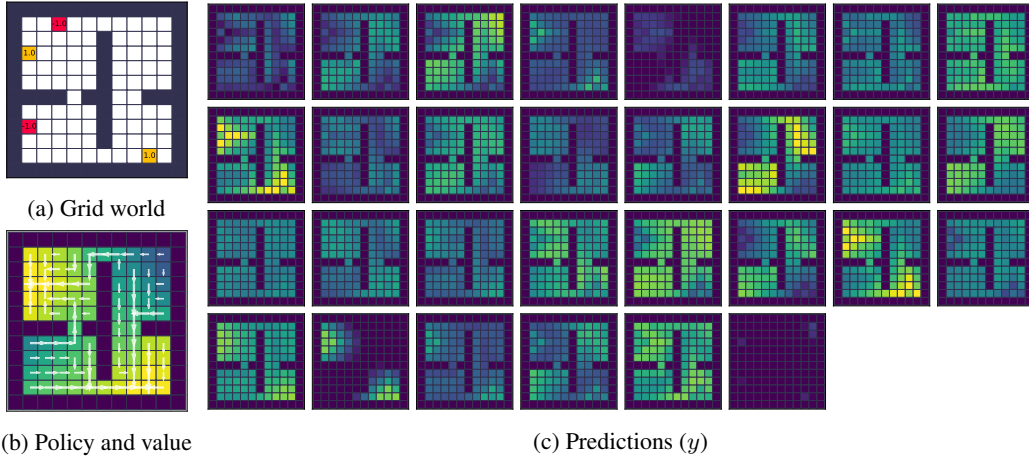 -1.0
1.0
-1.0
1.0
(a) Grid world
(b) Policy and value
(c) Predictions (y)